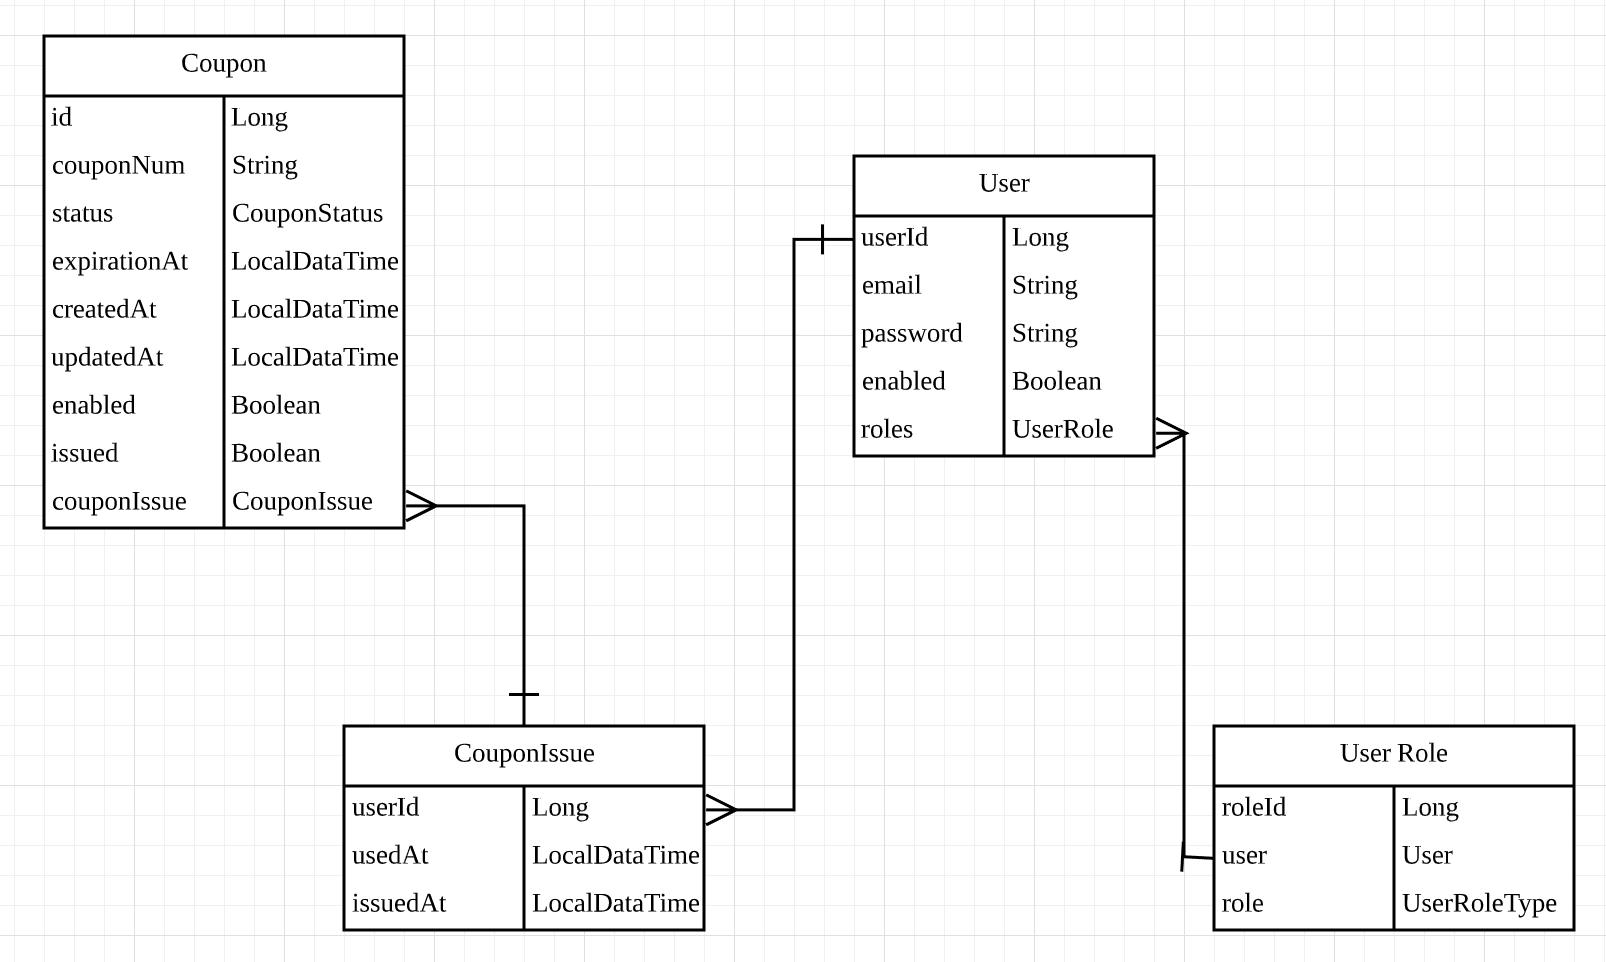 Coupon
id Long
couponNum String
status CouponStatus
expirationAt LocalDataTime
createdAt LocalDataTime
updatedAt LocalDataTime
enabled Boolean
issued Boolean
couponIssue CouponIssue
User
userId Long
email String
password String
enabled Boolean
roles UserRole
CouponIssue
userId Long
usedAt LocalDataTime
issuedAt LocalDataTime
User Role
roleId Long
user User
role UserRoleType